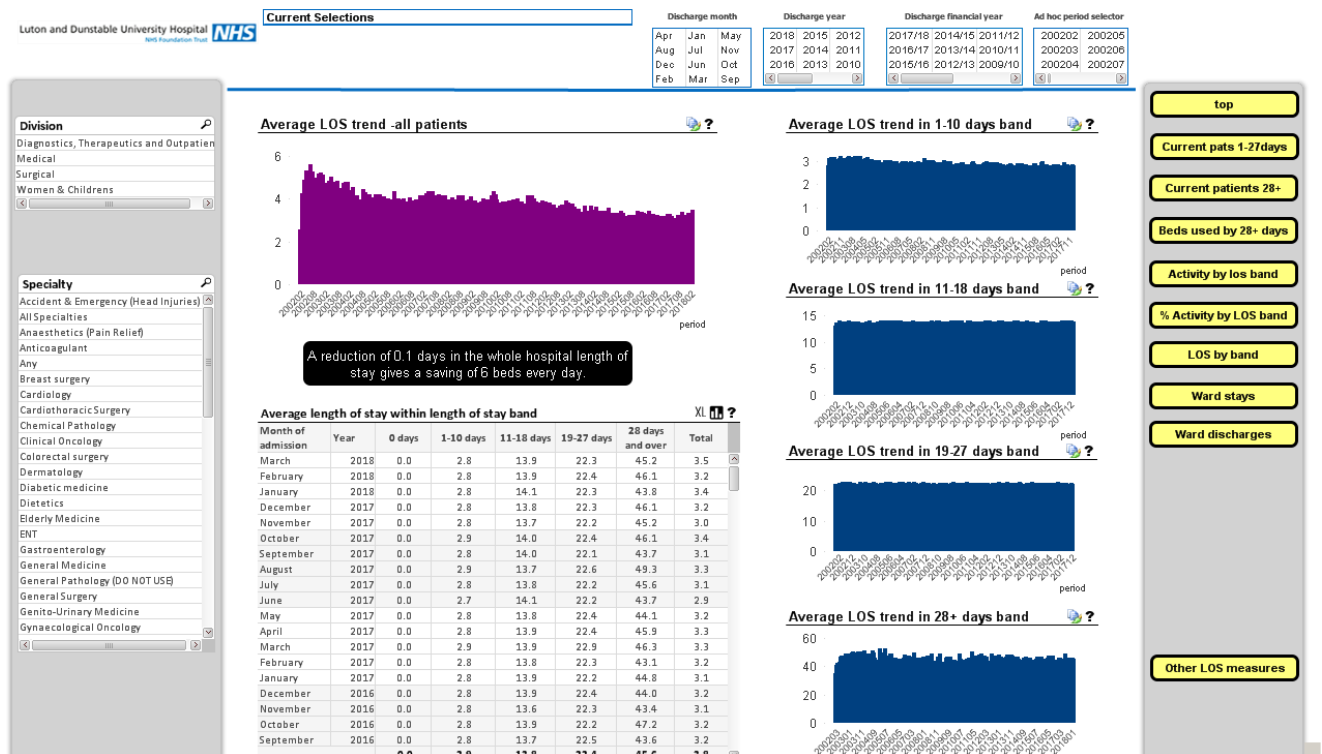 Luton and Dunstable University Hospital NHS
NHS Foundation Trust
Current Selections
Discharge month
Apr Jan May
Aug Jul Nov
Dec Jun Oct
Feb Mar Sep
Discharge year
2018 2015 2012
2017 2014 2011
2016 2013 2010
Discharge financial year
2017/18 2014/15 2011/12
2016/17 2013/14 2010/11
2015/16 2012/13 2009/10
Ad hoc period selector
200202 200205
200203 200206
200204 200207
Division
Diagnostics, Therapeutics and Outpatien
Medical
Surgical
Women & Childrens
Specialty
Accident & Emergency (Head Injuries)
All Specialties
Anaesthetics (Pain Relief)
Anticoagulant
Any
Breast surgery
Cardiology
Cardiothoracic Surgery
Chemical Pathology
Clinical Oncology
Colorectal surgery
Dermatology
Diabetic medicine
Dietetics
Elderly Medicine
ENT
Gastroenterology
General Medicine
General Pathology (DO NOT USE)
General Surgery
Genito-Urinary Medicine
Gynaecological Oncology
Average LOS trend -all patients ?
6
4
2
0
period
A reduction of 0.1 days in the whole hospital length of
stay gives a saving of 6 beds every day.
Average length of stay within length of stay band XL ?
Month of admission Year 0 days 1-10 days 11-18 days 19-27 days 28 days and over Total
March 2018 0.0 2.8 13.9 22.3 45.2 3.5
February 2018 0.0 2.8 13.9 22.4 46.1 3.2
January 2018 0.0 2.8 14.1 22.3 43.8 3.4
December 2017 0.0 2.8 13.8 22.3 46.1 3.2
November 2017 0.0 2.8 13.7 22.2 45.2 3.0
October 2017 0.0 2.9 14.0 22.4 46.1 3.4
September 2017 0.0 2.8 14.0 22.1 43.7 3.1
August 2017 0.0 2.9 13.7 22.6 49.3 3.3
July 2017 0.0 2.8 13.8 22.2 45.6 3.1
June 2017 0.0 2.7 14.1 22.2 43.7 2.9
May 2017 0.0 2.8 13.8 22.4 44.1 3.2
April 2017 0.0 2.8 13.9 22.4 45.9 3.3
March 2017 0.0 2.9 13.9 22.9 46.3 3.3
February 2017 0.0 2.8 13.8 22.3 43.1 3.2
January 2017 0.0 2.8 13.9 22.2 44.8 3.1
December 2016 0.0 2.8 13.9 22.4 44.0 3.2
November 2016 0.0 2.8 13.6 22.3 43.4 3.1
October 2016 0.0 2.8 13.9 22.2 47.2 3.2
September 2016 0.0 2.8 13.7 22.5 43.6 3.2
Average LOS trend in 1-10 days band ?
3
2
1
0
period
Average LOS trend in 11-18 days band ?
15
10
5
0
period
Average LOS trend in 19-27 days band ?
20
10
0
period
Average LOS trend in 28+ days band ?
60
40
20
0
top
Current pats 1-27days
Current patients 28+
Beds used by 28+ days
Activity by los band
% Activity by LOS band
LOS by band
Ward stays
Ward discharges
Other LOS measures